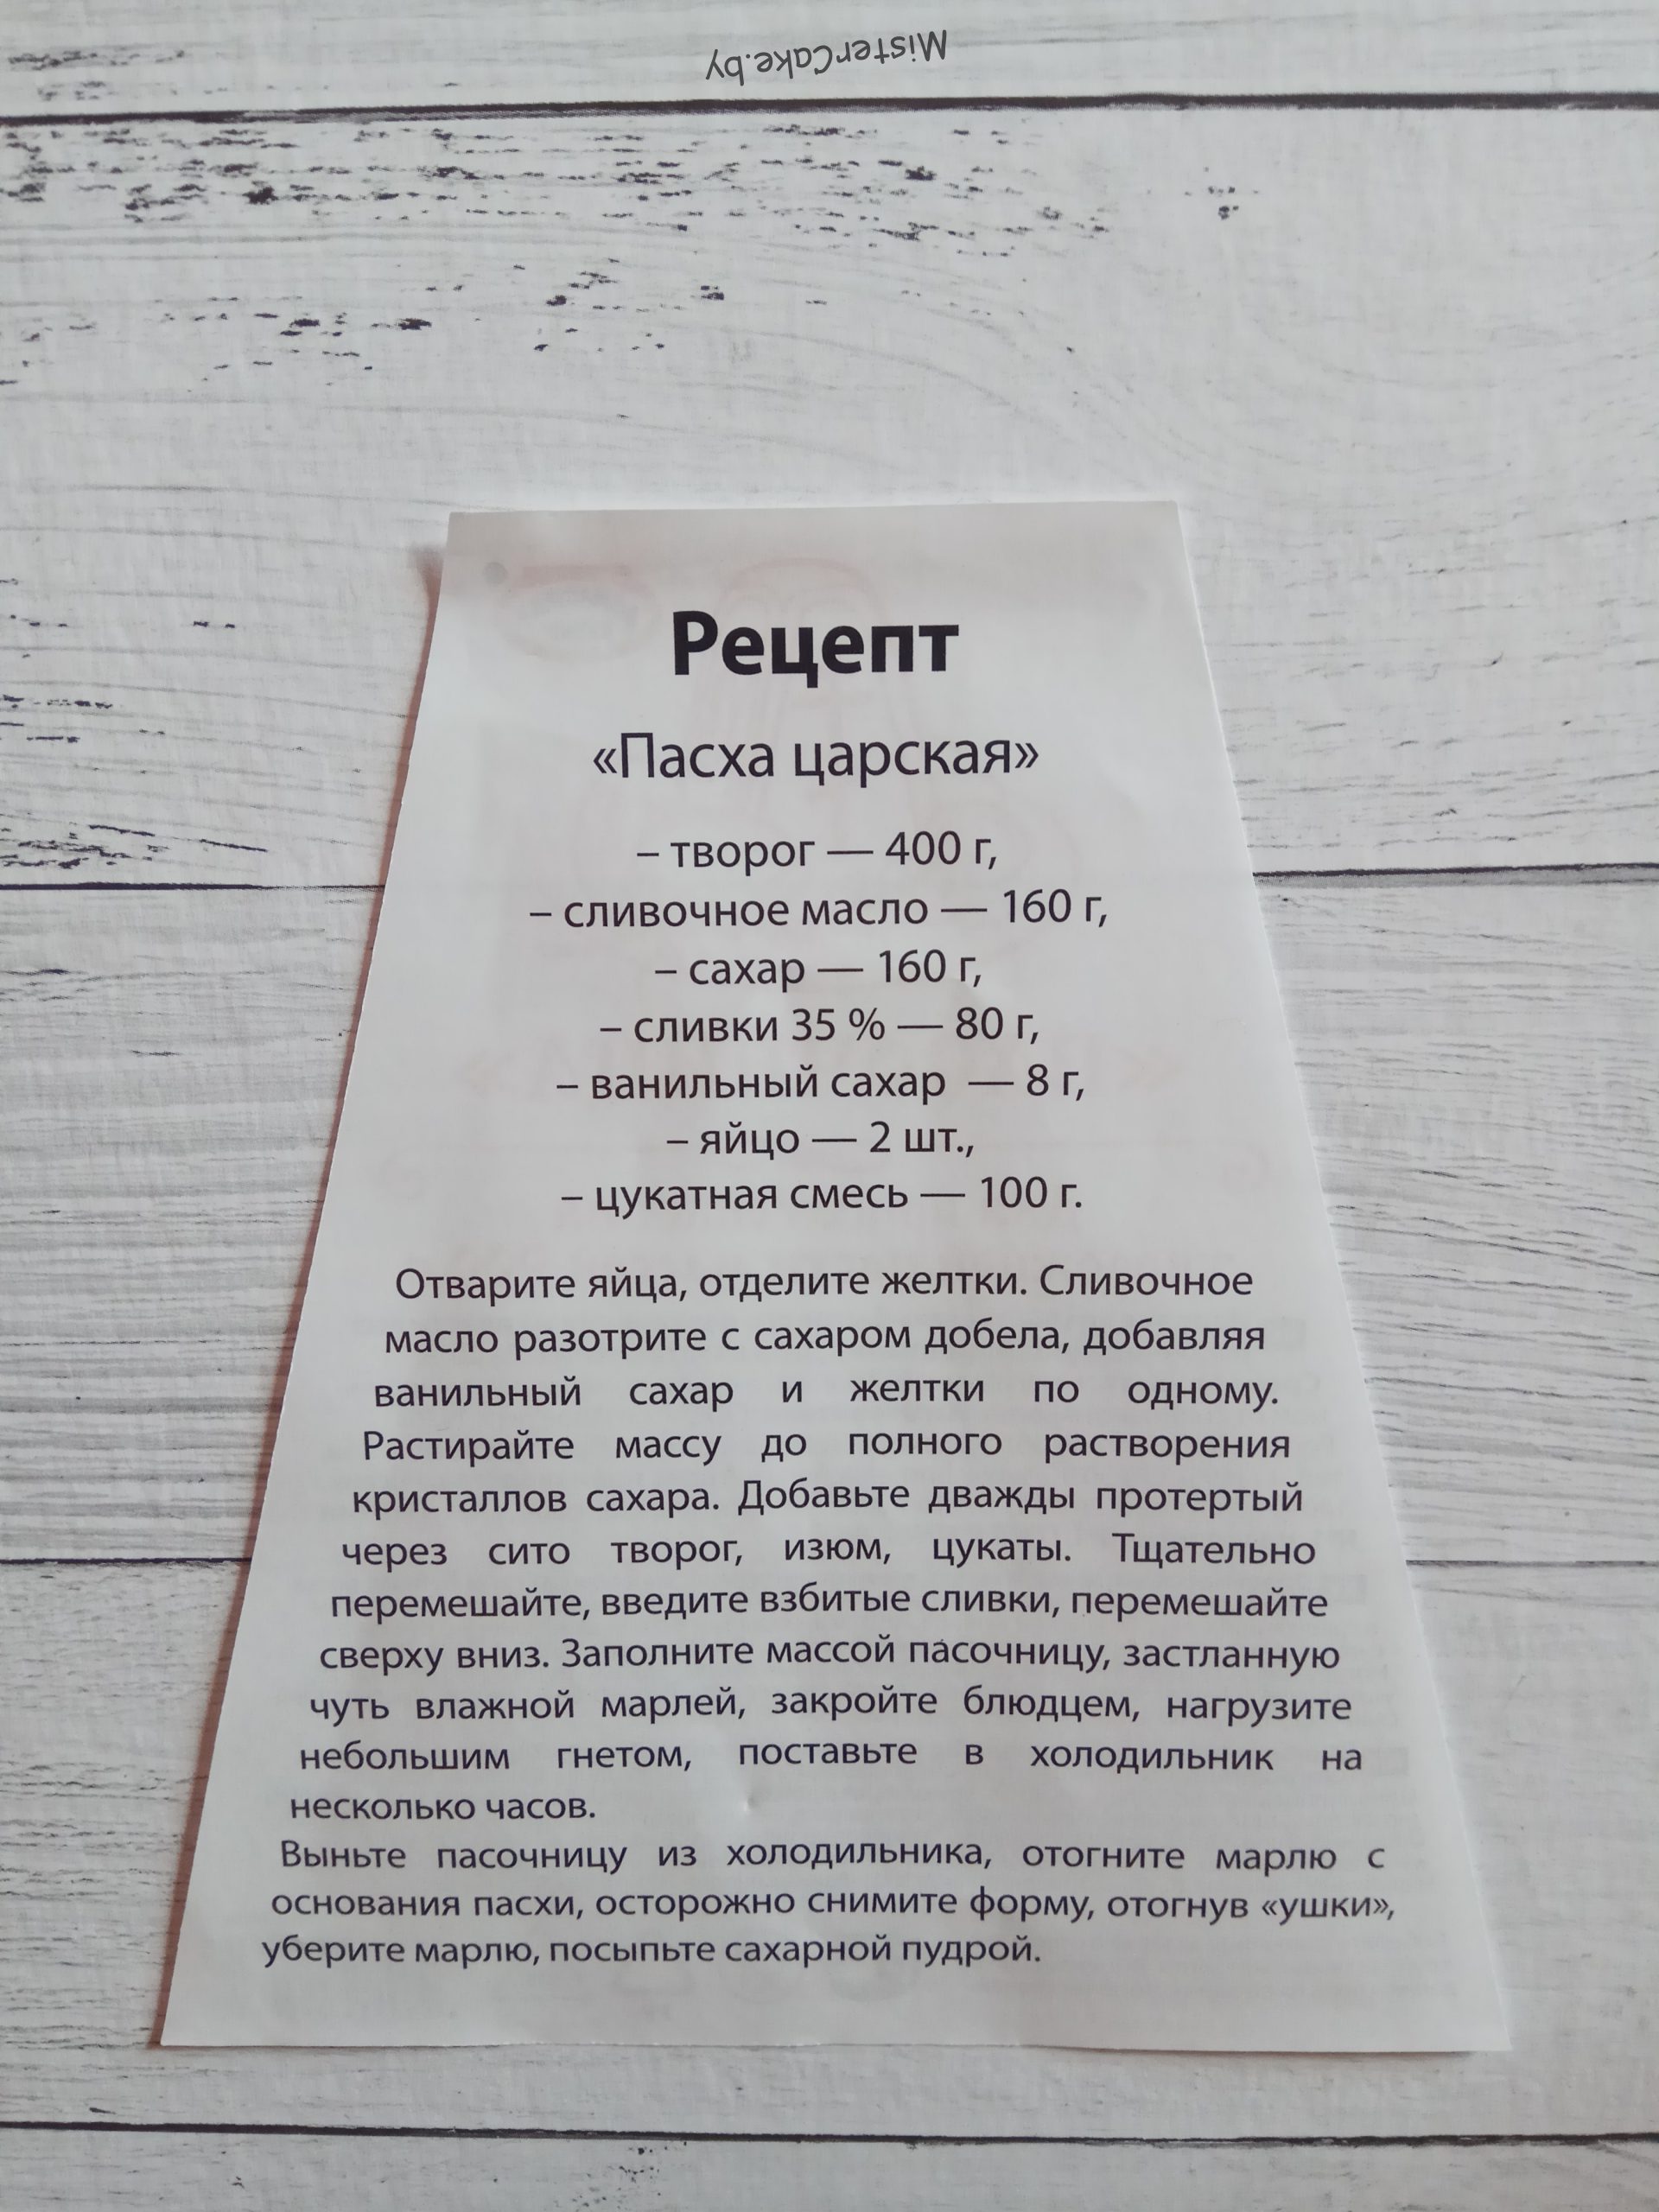 MisterCake.by
Рецепт
«Пасха царская»
– творог — 400 г,
– сливочное масло — 160 г,
– сахар — 160 г,
– сливки 35 % — 80 г,
– ванильный сахар — 8 г,
– яйцо — 2 шт.,
– цукатная смесь — 100 г.
Отварите яйца, отделите желтки. Сливочное
масло разотрите с сахаром добела, добавляя
ванильный сахар и желтки по одному.
Растирайте массу до полного растворения
кристаллов сахара. Добавьте дважды протертый
через сито творог, изюм, цукаты. Тщательно
перемешайте, введите взбитые сливки, перемешайте
сверху вниз. Заполните массой пасочницу, застланную
чуть влажной марлей, закройте блюдцем, нагрузите
небольшим гнетом, поставьте в холодильник на
несколько часов.
Выньте пасочницу из холодильника, отогните марлю с
основания пасхи, осторожно снимите форму, отогнув «ушки»,
уберите марлю, посыпьте сахарной пудрой.